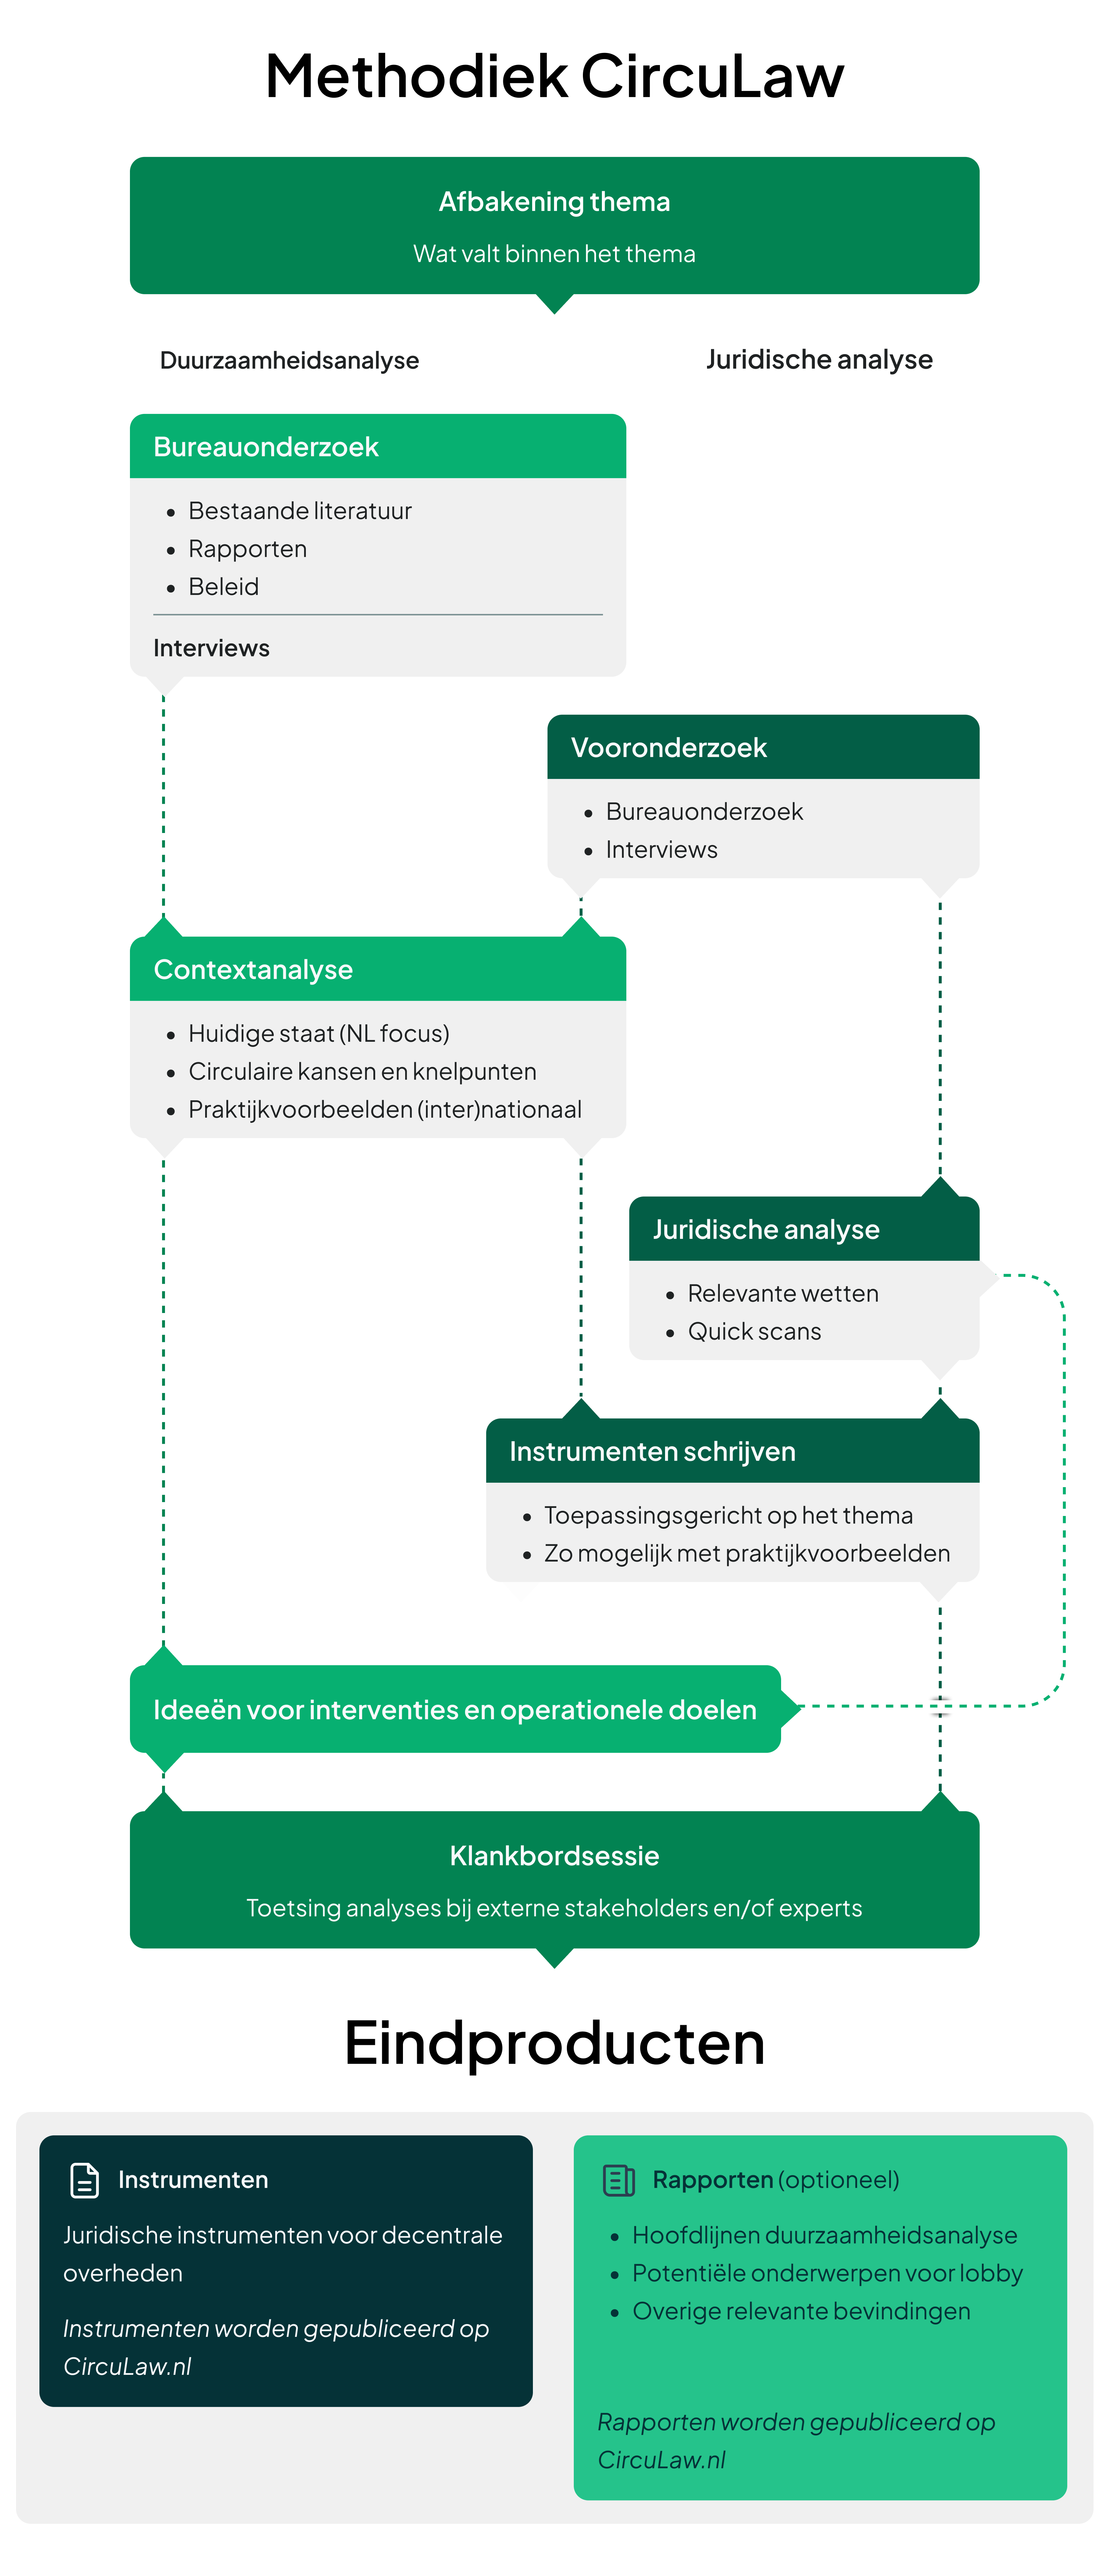 Methodiek CircuLaw
Afbakening thema
Wat valt binnen het thema
Duurzaamheidsanalyse
Juridische analyse
Bureauonderzoek
• Bestaande literatuur
• Rapporten
• Beleid
Interviews
Vooronderzoek
• Bureauonderzoek
• Interviews
Contextanalyse
• Huidige staat (NL focus)
• Circulaire kansen en knelpunten
• Praktijkvoorbeelden (inter)nationaal
Juridische analyse
• Relevante wetten
• Quick scans
Instrumenten schrijven
• Toepassingsgericht op het thema
• Zo mogelijk met praktijkvoorbeelden
Ideeën voor interventies en operationele doelen
Klankbordsessie
Toetsing analyses bij externe stakeholders en/of experts
Eindproducten
Instrumenten
Juridische instrumenten voor decentrale
overheden
Instrumenten worden gepubliceerd op
CircuLaw.nl
Rapporten (optioneel)
• Hoofdlijnen duurzaamheidsanalyse
• Potentiële onderwerpen voor lobby
• Overige relevante bevindingen
Rapporten worden gepubliceerd op
CircuLaw.nl